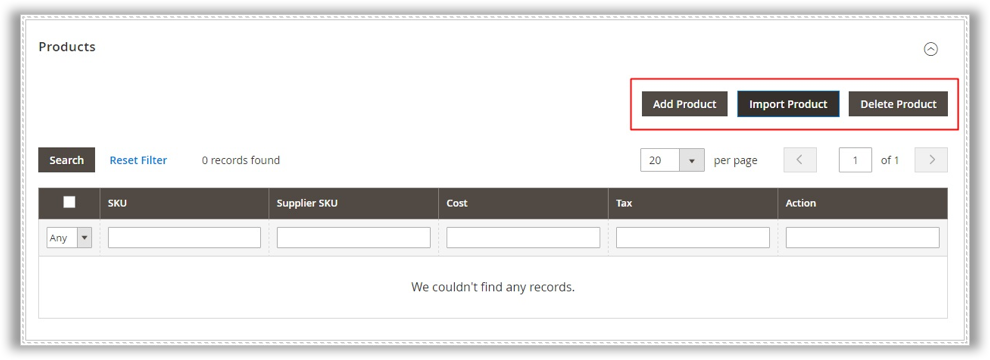 Products
Add Product Import Product Delete Product
Search Reset Filter 0 records found 20 per page 1 of 1
SKU Supplier SKU Cost Tax Action
Any
We couldn't find any records.